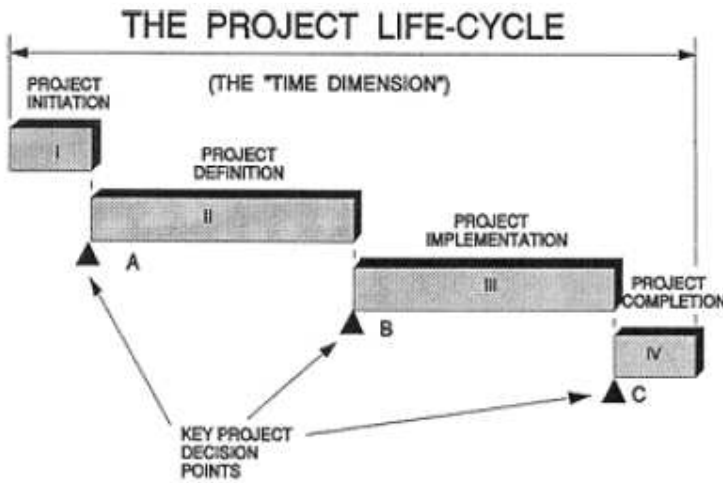 THE PROJECT LIFE-CYCLE
(THE "TIME DIMENSION")
PROJECT
INITIATION
I
PROJECT
DEFINITION
II
A
PROJECT
IMPLEMENTATION
III
B
PROJECT
COMPLETION
IV
C
KEY PROJECT
DECISION
POINTS